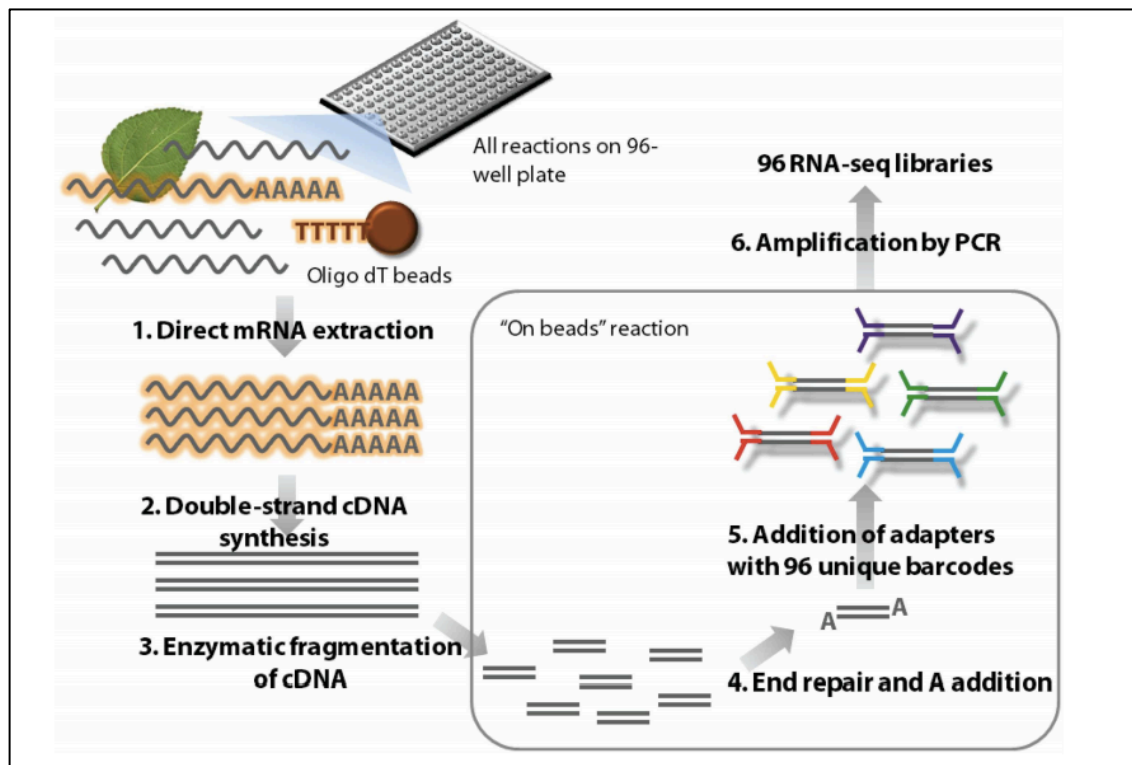 All reactions on 96-
well plate
AAAAA
TTTTT
Oligo dT beads
1. Direct mRNA extraction
AAAAA
AAAAA
AAAAA
2. Double-strand cDNA
synthesis
3. Enzymatic fragmentation
of cDNA
"On beads" reaction
4. End repair and A addition
A
A
5. Addition of adapters
with 96 unique barcodes
6. Amplification by PCR
96 RNA-seq libraries